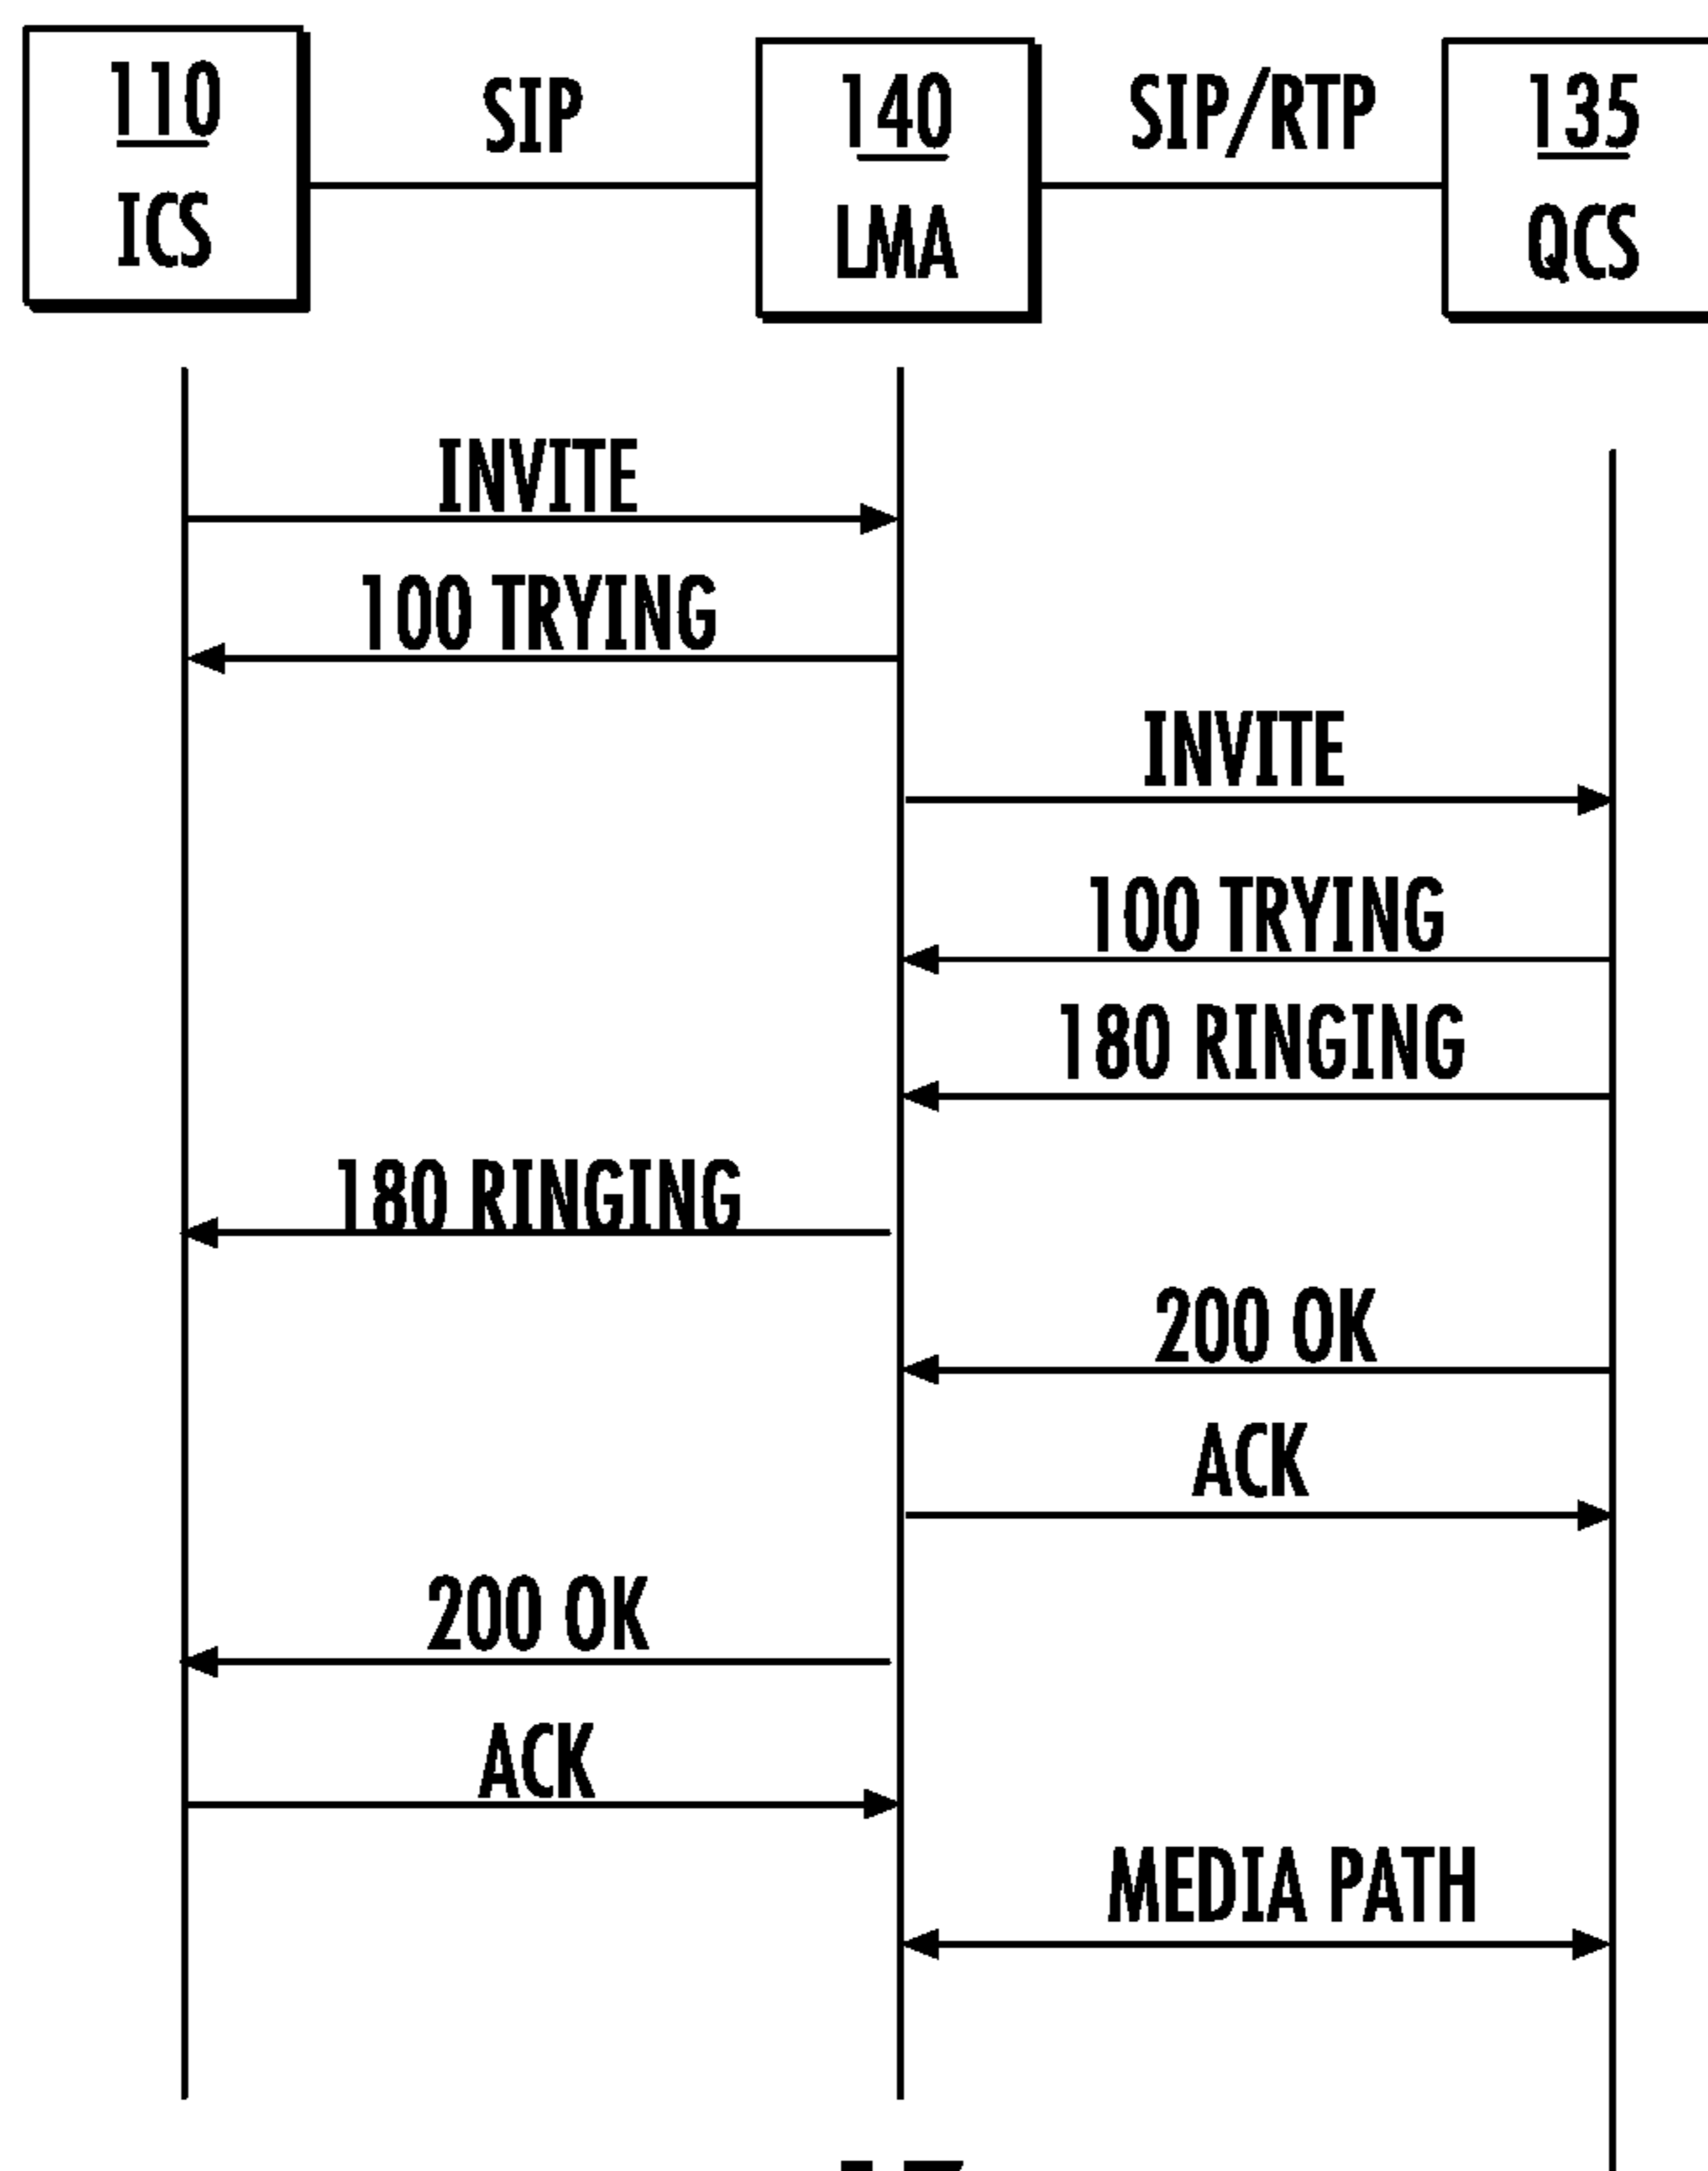 110
ICS
SIP
140
LMA
SIP/RTP
135
QCS
INVITE
100 TRYING
INVITE
100 TRYING
180 RINGING
180 RINGING
200 OK
ACK
200 OK
ACK
MEDIA PATH